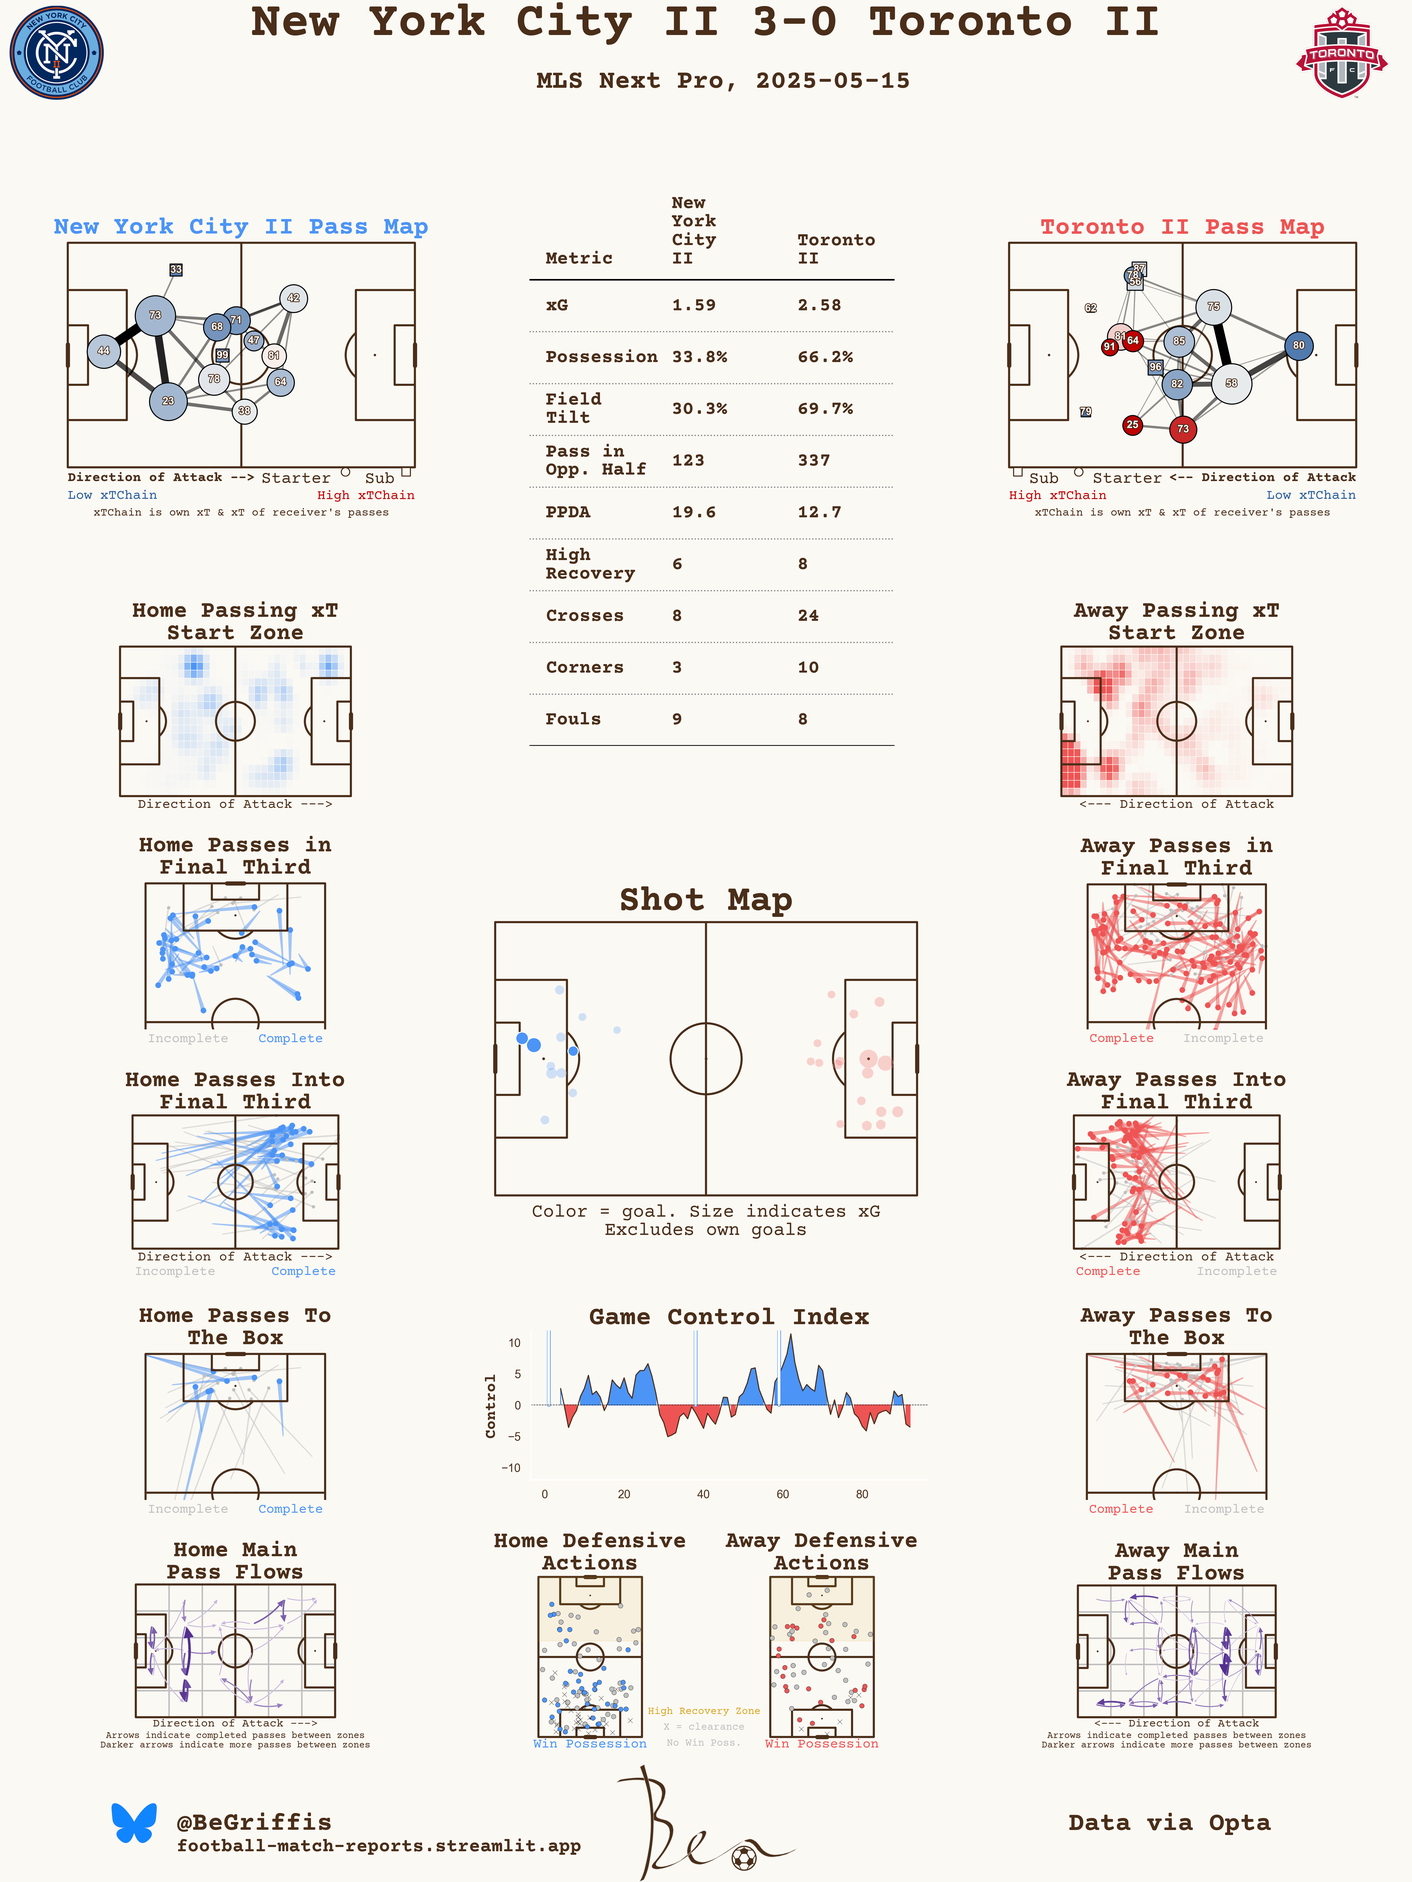 New York City II 3-0 Toronto II
MLS Next Pro, 2025-05-15
NEW YORK CITY
FOOTBALL CLUB
TORONTO
F C
New York City II Pass Map
33
73
44
23
68
71
47
99
78
42
81
64
38
Direction of Attack --> Starter Sub
Low xTChain High xTChain
xTChain is own xT & xT of receiver's passes
Metric New York City II Toronto II
xG 1.59 2.58
Possession 33.8% 66.2%
Field Tilt 30.3% 69.7%
Pass in Opp. Half 123 337
PPDA 19.6 12.7
High Recovery 6 8
Crosses 8 24
Corners 3 10
Fouls 9 8
Toronto II Pass Map
87
78
56
62
81
91
64
85
75
80
96
82
58
79
25
73
Sub Starter <-- Direction of Attack
High xTChain Low xTChain
xTChain is own xT & xT of receiver's passes
Home Passing xT
Start Zone
Direction of Attack --->
Away Passing xT
Start Zone
<--- Direction of Attack
Home Passes in
Final Third
Incomplete Complete
Away Passes in
Final Third
Complete Incomplete
Shot Map
Color = goal. Size indicates xG
Excludes own goals
Home Passes Into
Final Third
Direction of Attack --->
Incomplete Complete
Away Passes Into
Final Third
<--- Direction of Attack
Complete Incomplete
Home Passes To
The Box
Incomplete Complete
Game Control Index
Control
10
5
0
−5
−10
0 20 40 60 80
Away Passes To
The Box
Complete Incomplete
Home Main
Pass Flows
Direction of Attack --->
Arrows indicate completed passes between zones
Darker arrows indicate more passes between zones
Home Defensive
Actions
Win Possession
High Recovery Zone
X = clearance
No Win Poss.
Away Defensive
Actions
Win Possession
Away Main
Pass Flows
<--- Direction of Attack
Arrows indicate completed passes between zones
Darker arrows indicate more passes between zones
@BeGriffis
football-match-reports.streamlit.app
Ben
Data via Opta